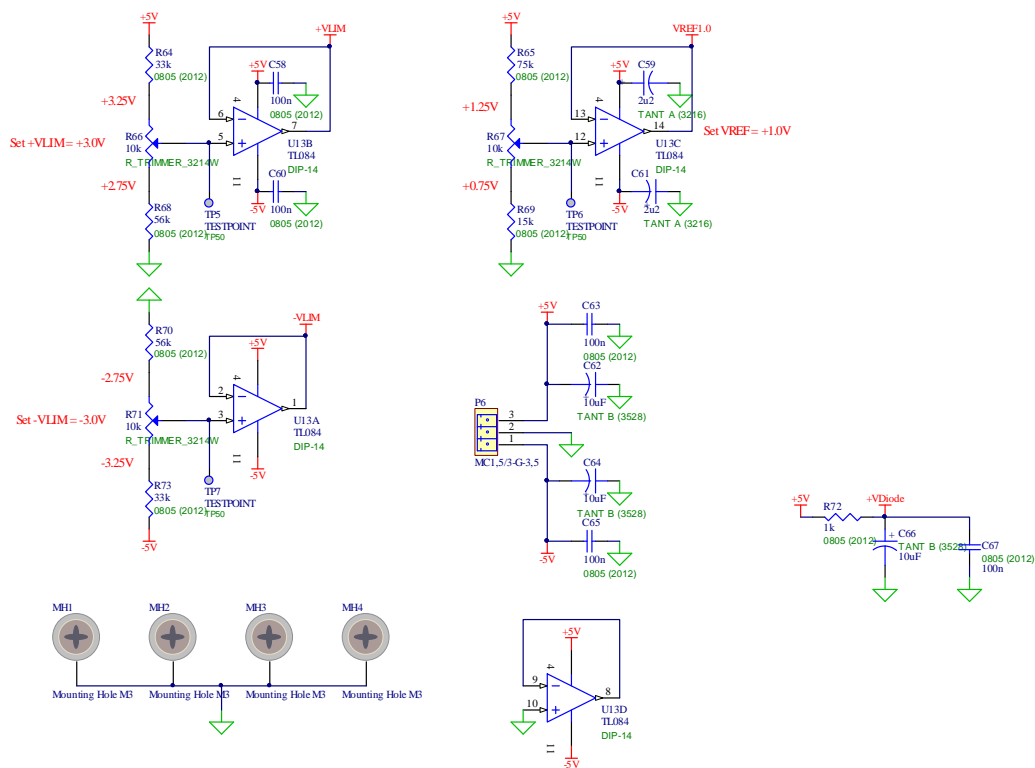 +5V
+VLIM
R64
33k
0805 (2012)
+5V
C58
100n
0805 (2012)
4
+3.25V
Set +VLIM = +3.0V
R66
10k
R_TRIMMER_3214W
6
5
7
U13B
TL084
DIP-14
11
+2.75V
C60
100n
0805 (2012)
-5V
R68
56k
0805 (2012)
TP5
TESTPOINT
TP50
+5V
VREF1.0
R65
75k
0805 (2012)
+5V
C59
2u2
TANT A (3216)
4
+1.25V
R67
10k
R_TRIMMER_3214W
13
12
14
Set VREF = +1.0V
U13C
TL084
DIP-14
11
+0.75V
C61
2u2
TANT A (3216)
-5V
R69
15k
0805 (2012)
TP6
TESTPOINT
TP50
-VLIM
R70
56k
0805 (2012)
+5V
4
-2.75V
Set -VLIM = -3.0V
R71
10k
R_TRIMMER_3214W
2
3
1
U13A
TL084
DIP-14
11
-5V
-3.25V
R73
33k
0805 (2012)
TP7
TESTPOINT
TP50
-5V
+5V
C63
100n
0805 (2012)
C62
10uF
TANT B (3528)
P6
3
2
1
MC1,5/3-G-3,5
C64
10uF
TANT B (3528)
C65
100n
0805 (2012)
-5V
+5V
R72
1k
0805 (2012)
+VDiode
+
C66
TANT B (3528)
10uF
C67
0805 (2012)
100n
MH1
MH2
MH3
MH4
Mounting Hole M3
Mounting Hole M3
Mounting Hole M3
Mounting Hole M3
+5V
4
9
10
8
U13D
TL084
DIP-14
11
-5V